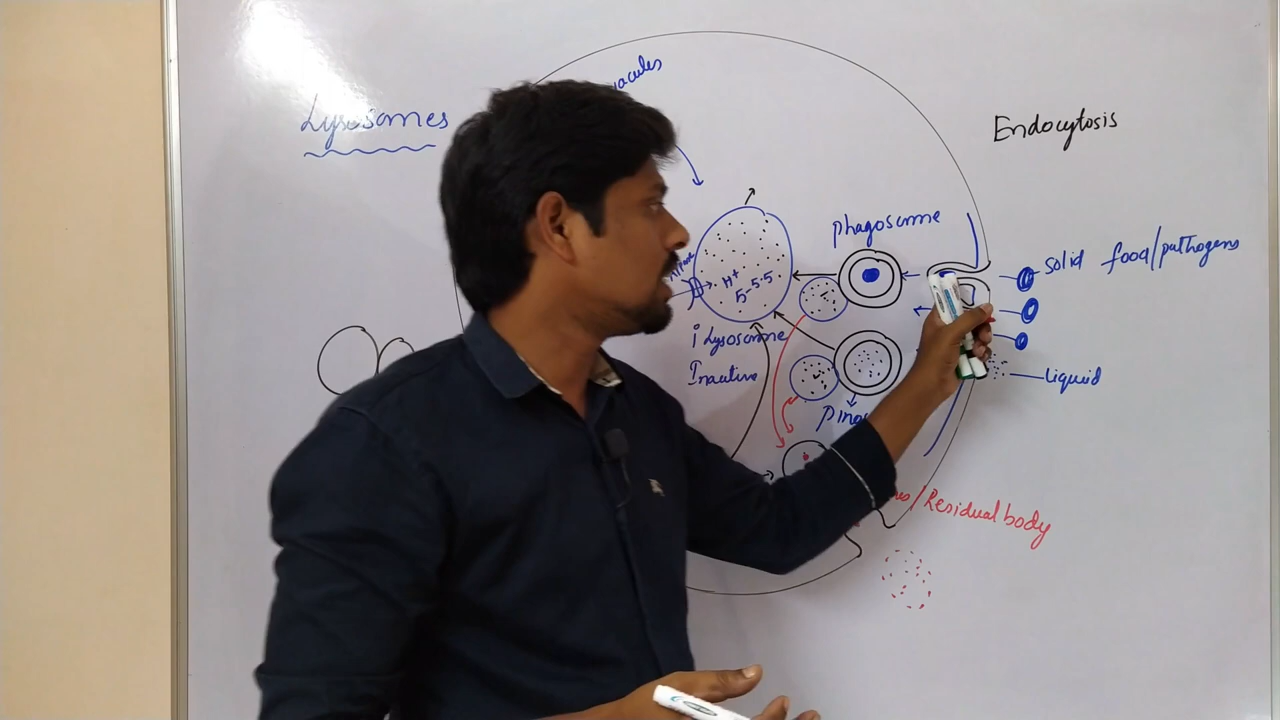 Lysosomes
Endocytosis
phagosome
solid food/pathogens
H+
5-5.5
i Lysosome
Inactive
Liquid
/Residual body